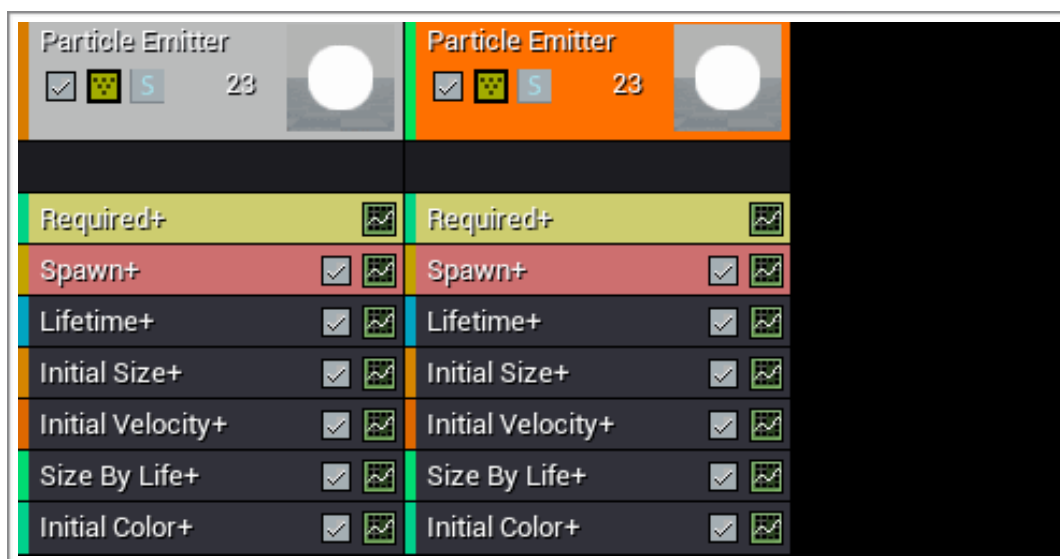 Particle Emitter Particle Emitter
S 23 S 23
Required+ Required+
Spawn+ Spawn+
Lifetime+ Lifetime+
Initial Size+ Initial Size+
Initial Velocity+ Initial Velocity+
Size By Life+ Size By Life+
Initial Color+ Initial Color+